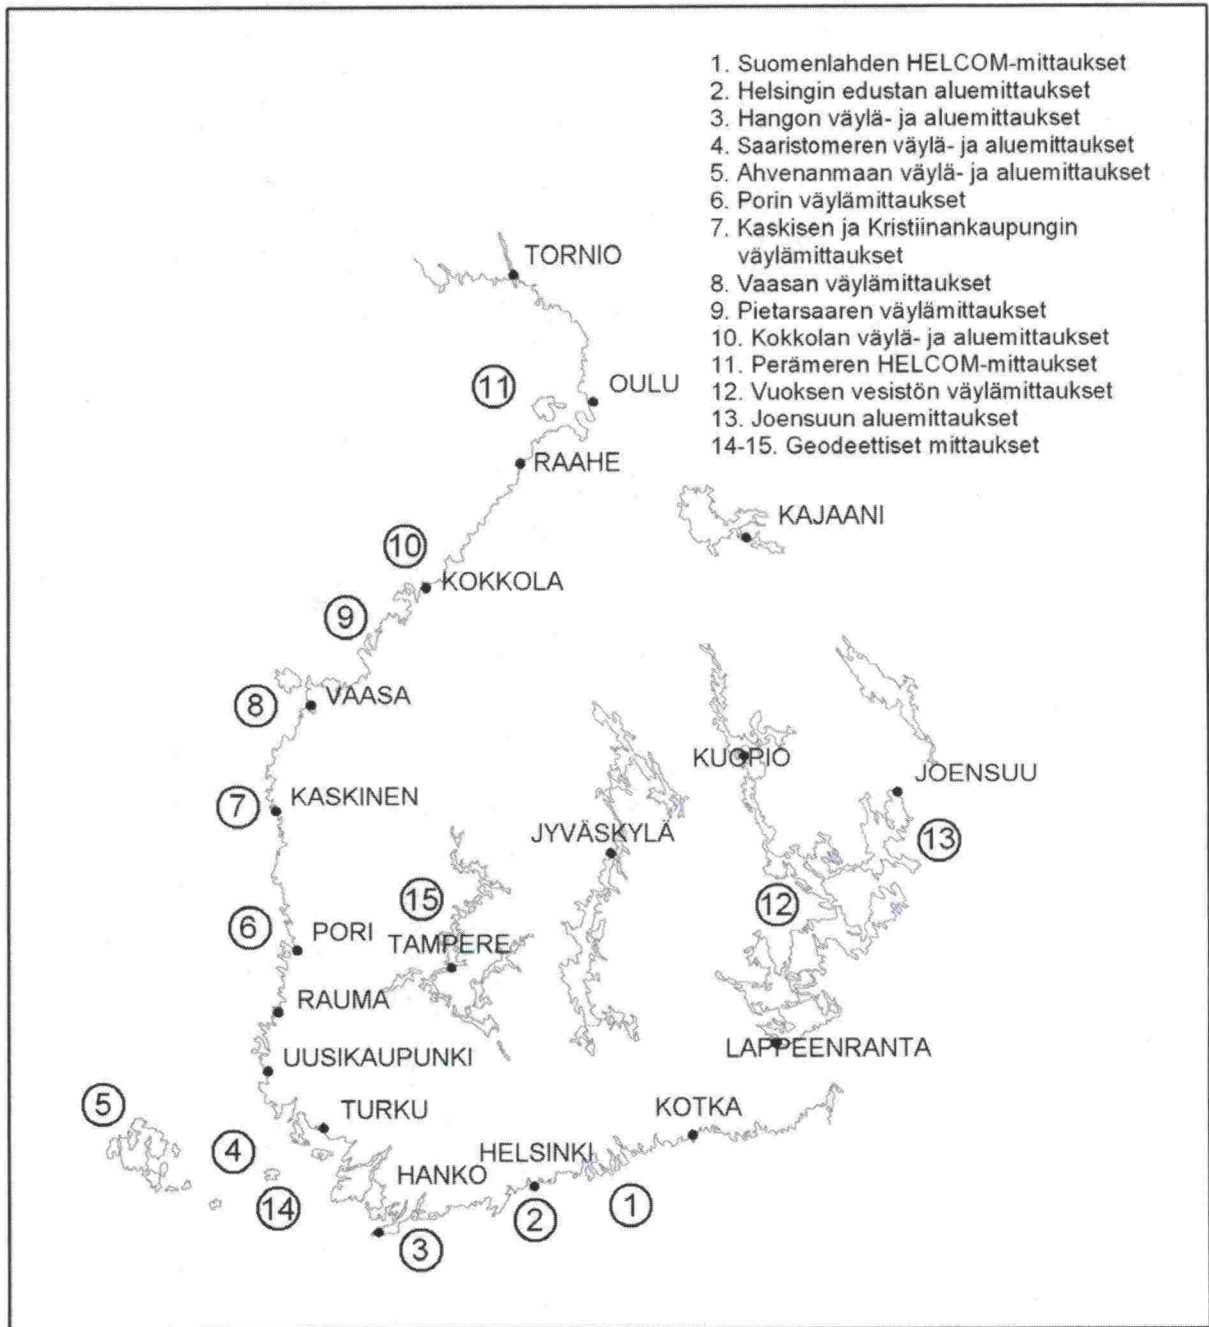 1. Suomenlahden HELCOM-mittaukset
2. Helsingin edustan aluemittaukset
3. Hangon väylä- ja aluemittaukset
4. Saaristomeren väylä- ja aluemittaukset
5. Ahvenanmaan väylä- ja aluemittaukset
6. Porin väylämittaukset
7. Kaskisen ja Kristiinankaupungin
väylämittaukset
8. Vaasan väylämittaukset
9. Pietarsaaren väylämittaukset
10. Kokkolan väylä- ja aluemittaukset
11. Perämeren HELCOM-mittaukset
12. Vuoksen vesistön väylämittaukset
13. Joensuun aluemittaukset
14-15. Geodeettiset mittaukset
TORNIO
11
OULU
RAAHE
KAJAANI
10
KOKKOLA
9
8
VAASA
KUOPIO
JOENSUU
7
KASKINEN
JYVÄSKYLÄ
13
15
12
6
PORI
TAMPERE
RAUMA
LAPPEENRANTA
UUSIKAUPUNKI
5
TURKU
KOTKA
4
HELSINKI
HANKO
14
1
2
3